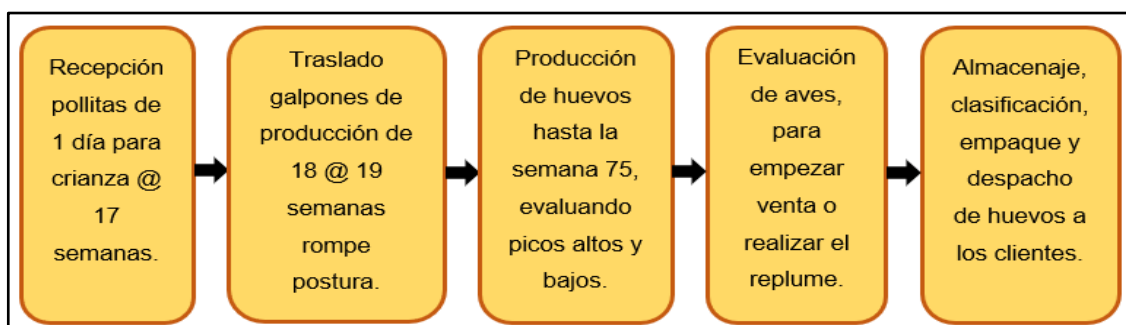 Recepción
pollitas de
1 día para
crianza @
17
semanas.
Traslado
galpones de
producción de
18 @ 19
semanas
rompe
postura.
Producción
de huevos
hasta la
semana 75,
evaluando
picos altos y
bajos.
Evaluación
de aves,
para
empezar
venta o
realizar el
replume.
Almacenaje,
clasificación,
empaque y
despacho
de huevos a
los clientes.